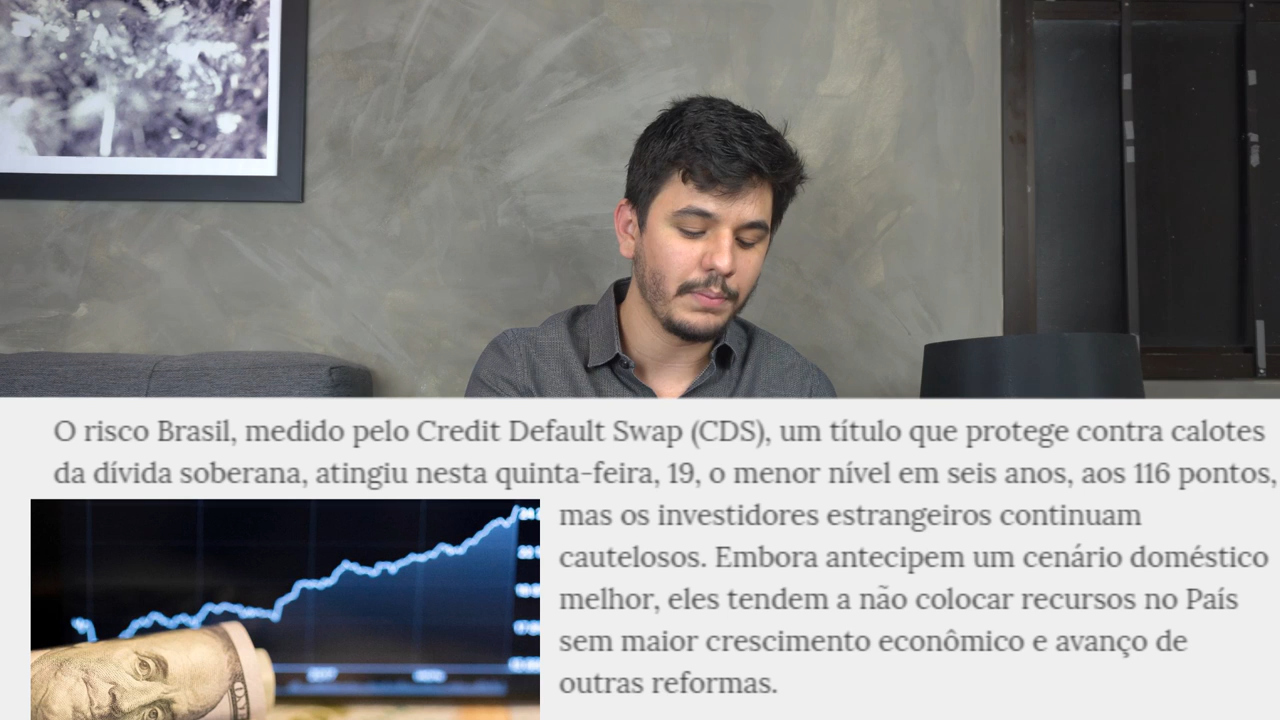 O risco Brasil, medido pelo Credit Default Swap (CDS), um título que protege contra calotes
da dívida soberana, atingiu nesta quinta-feira, 19, o menor nível em seis anos, aos 116 pontos,
mas os investidores estrangeiros continuam
cautelosos. Embora antecipem um cenário doméstico
melhor, eles tendem a não colocar recursos no País
sem maior crescimento econômico e avanço de
outras reformas.